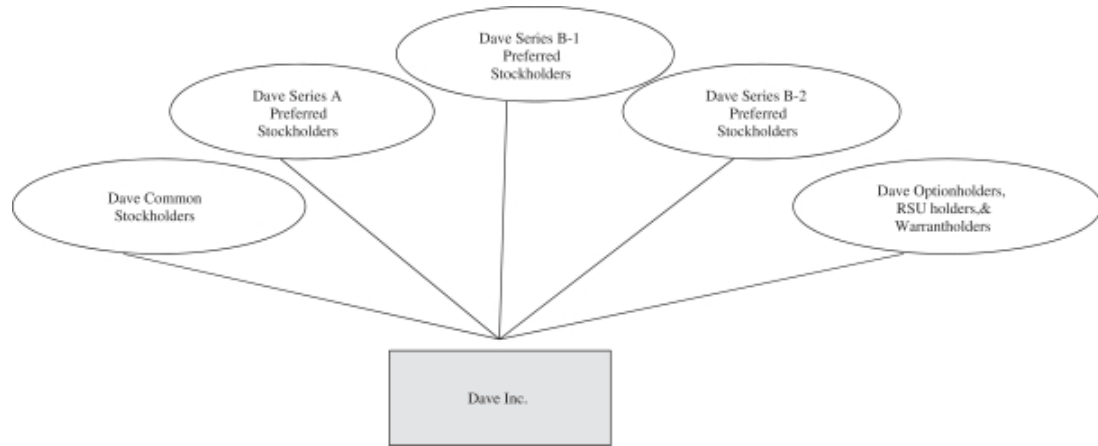 Dave Series B-1
Preferred
Stockholders
Dave Series A
Preferred
Stockholders
Dave Series B-2
Preferred
Stockholders
Dave Common
Stockholders
Dave Optionholders,
RSU holders,&
Warrantholders
Dave Inc.